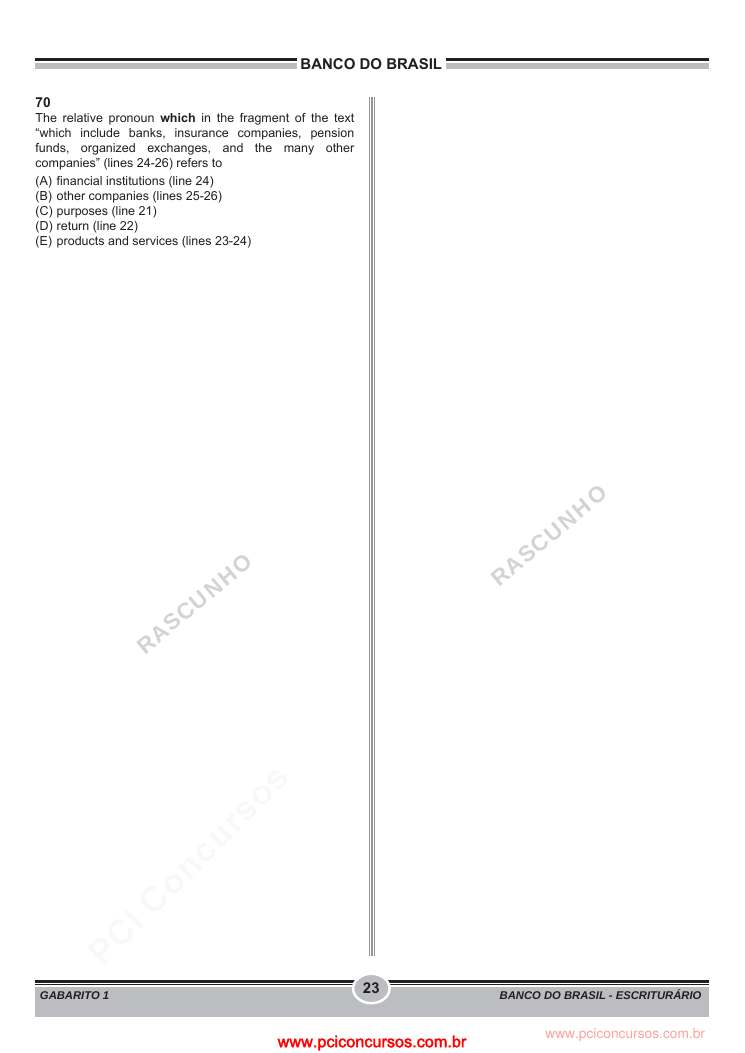 BANCO DO BRASIL
70
The relative pronoun which in the fragment of the text
“which include banks, insurance companies, pension
funds, organized exchanges, and the many other
companies” (lines 24-26) refers to
(A) financial institutions (line 24)
(B) other companies (lines 25-26)
(C) purposes (line 21)
(D) return (line 22)
(E) products and services (lines 23-24)
RASCUNHO
RASCUNHO
PCI Concursos
GABARITO 1
23
BANCO DO BRASIL - ESCRITURÁRIO
www.pciconcursos.com.br
www.pciconcursos.com.br